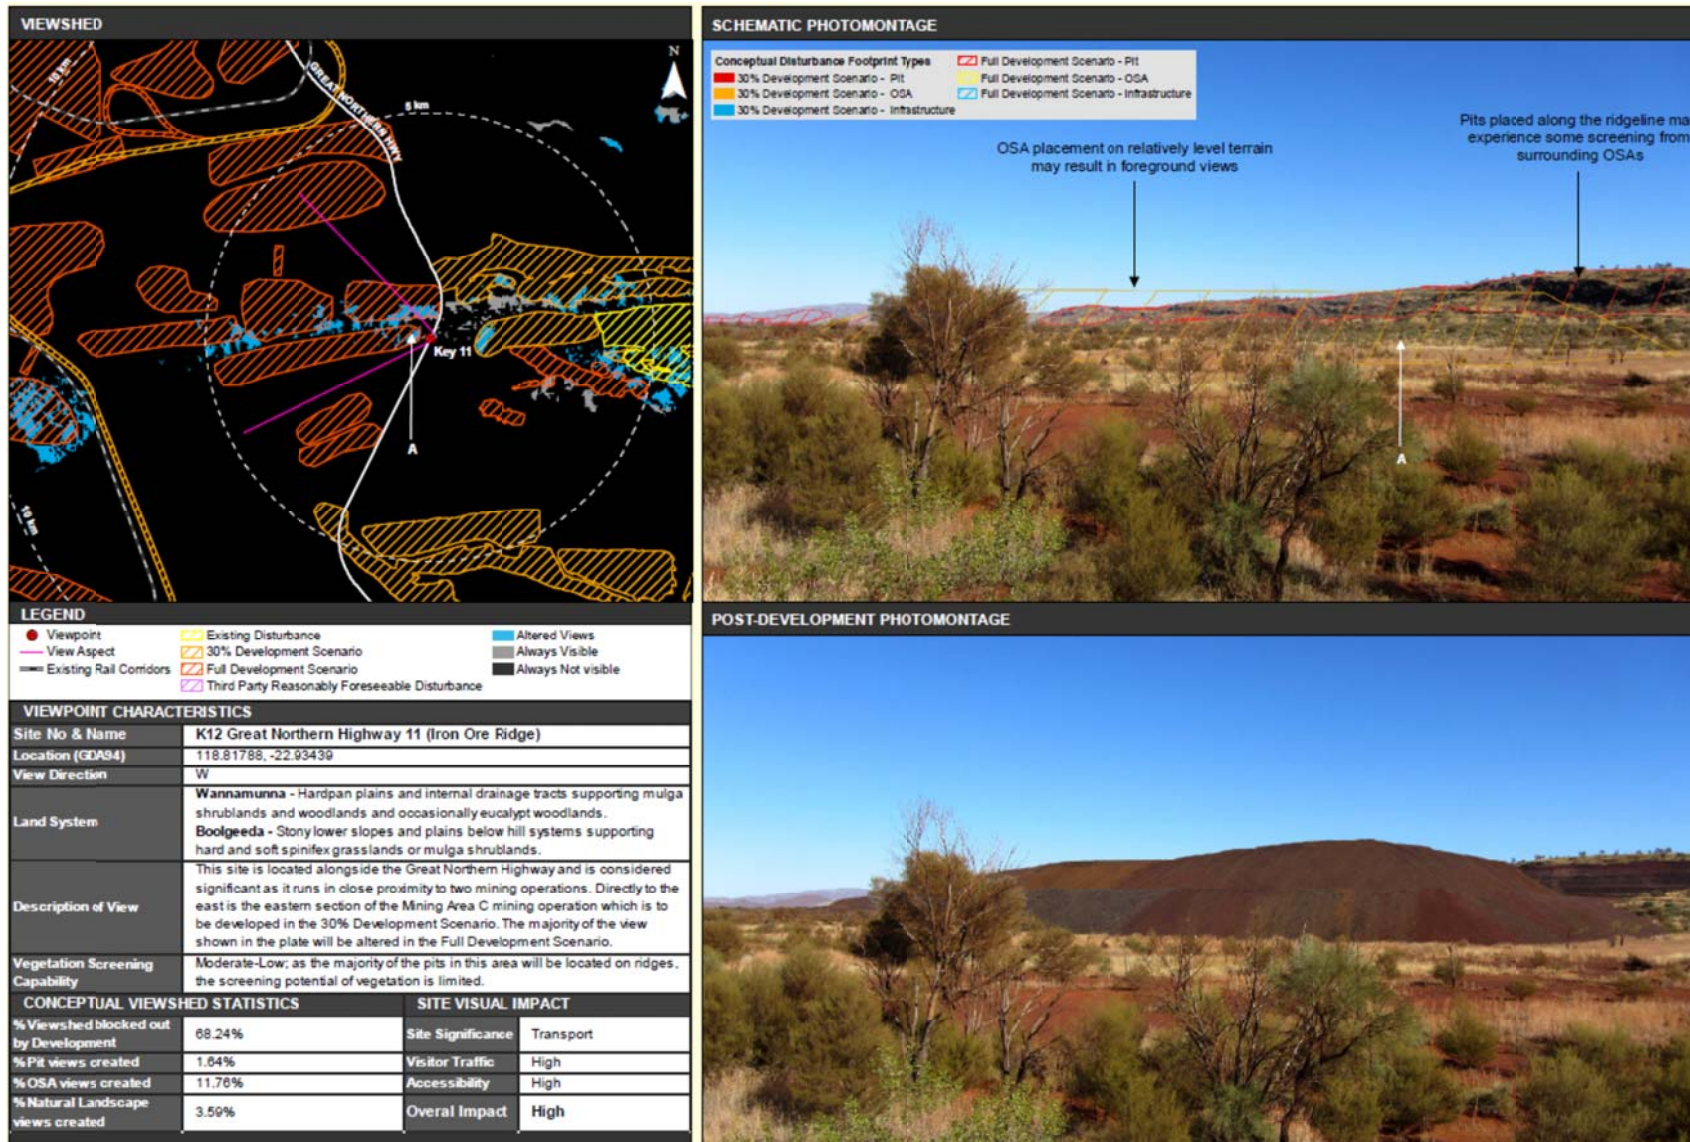 VIEWSHED
10 km
GREAT NORTHERN HWY
5 km
N
Key 11
A
10 km
LEGEND
Viewpoint
View Aspect
Existing Rail Corridors
Existing Disturbance
30% Development Scenario
Full Development Scenario
Third Party Reasonably Foreseeable Disturbance
Altered Views
Always Visible
Always Not visible
VIEWPOINT CHARACTERISTICS
Site No & Name K12 Great Northern Highway 11 (Iron Ore Ridge)
Location (GDA94) 118.81788, -22.93439
View Direction W
Land System
Wannamunna - Hardpan plains and internal drainage tracts supporting mulga
shrublands and woodlands and occasionally eucalypt woodlands.
Boolgeeda - Stony lower slopes and plains below hill systems supporting
hard and soft spinifex grasslands or mulga shrublands.
Description of View
This site is located alongside the Great Northern Highway and is considered
significant as it runs in close proximity to two mining operations. Directly to the
east is the eastern section of the Mining Area C mining operation which is to
be developed in the 30% Development Scenario. The majority of the view
shown in the plate will be altered in the Full Development Scenario.
Vegetation Screening
Capability
Moderate-Low; as the majority of the pits in this area will be located on ridges,
the screening potential of vegetation is limited.
CONCEPTUAL VIEWSHED STATISTICS
% Viewshed blocked out
by Development
68.24%
% Pit views created 1.64%
% OSA views created 11.76%
% Natural Landscape
views created
3.59%
SITE VISUAL IMPACT
Site Significance Transport
Visitor Traffic High
Accessibility High
Overal Impact High
SCHEMATIC PHOTOMONTAGE
Conceptual Disturbance Footprint Types
30% Development Scenario - Pit
30% Development Scenario - OSA
30% Development Scenario - Infrastructure
Full Development Scenario - Pit
Full Development Scenario - OSA
Full Development Scenario - Infrastructure
OSA placement on relatively level terrain
may result in foreground views
Pits placed along the ridgeline ma
experience some screening from
surrounding OSAs
A
POST-DEVELOPMENT PHOTOMONTAGE